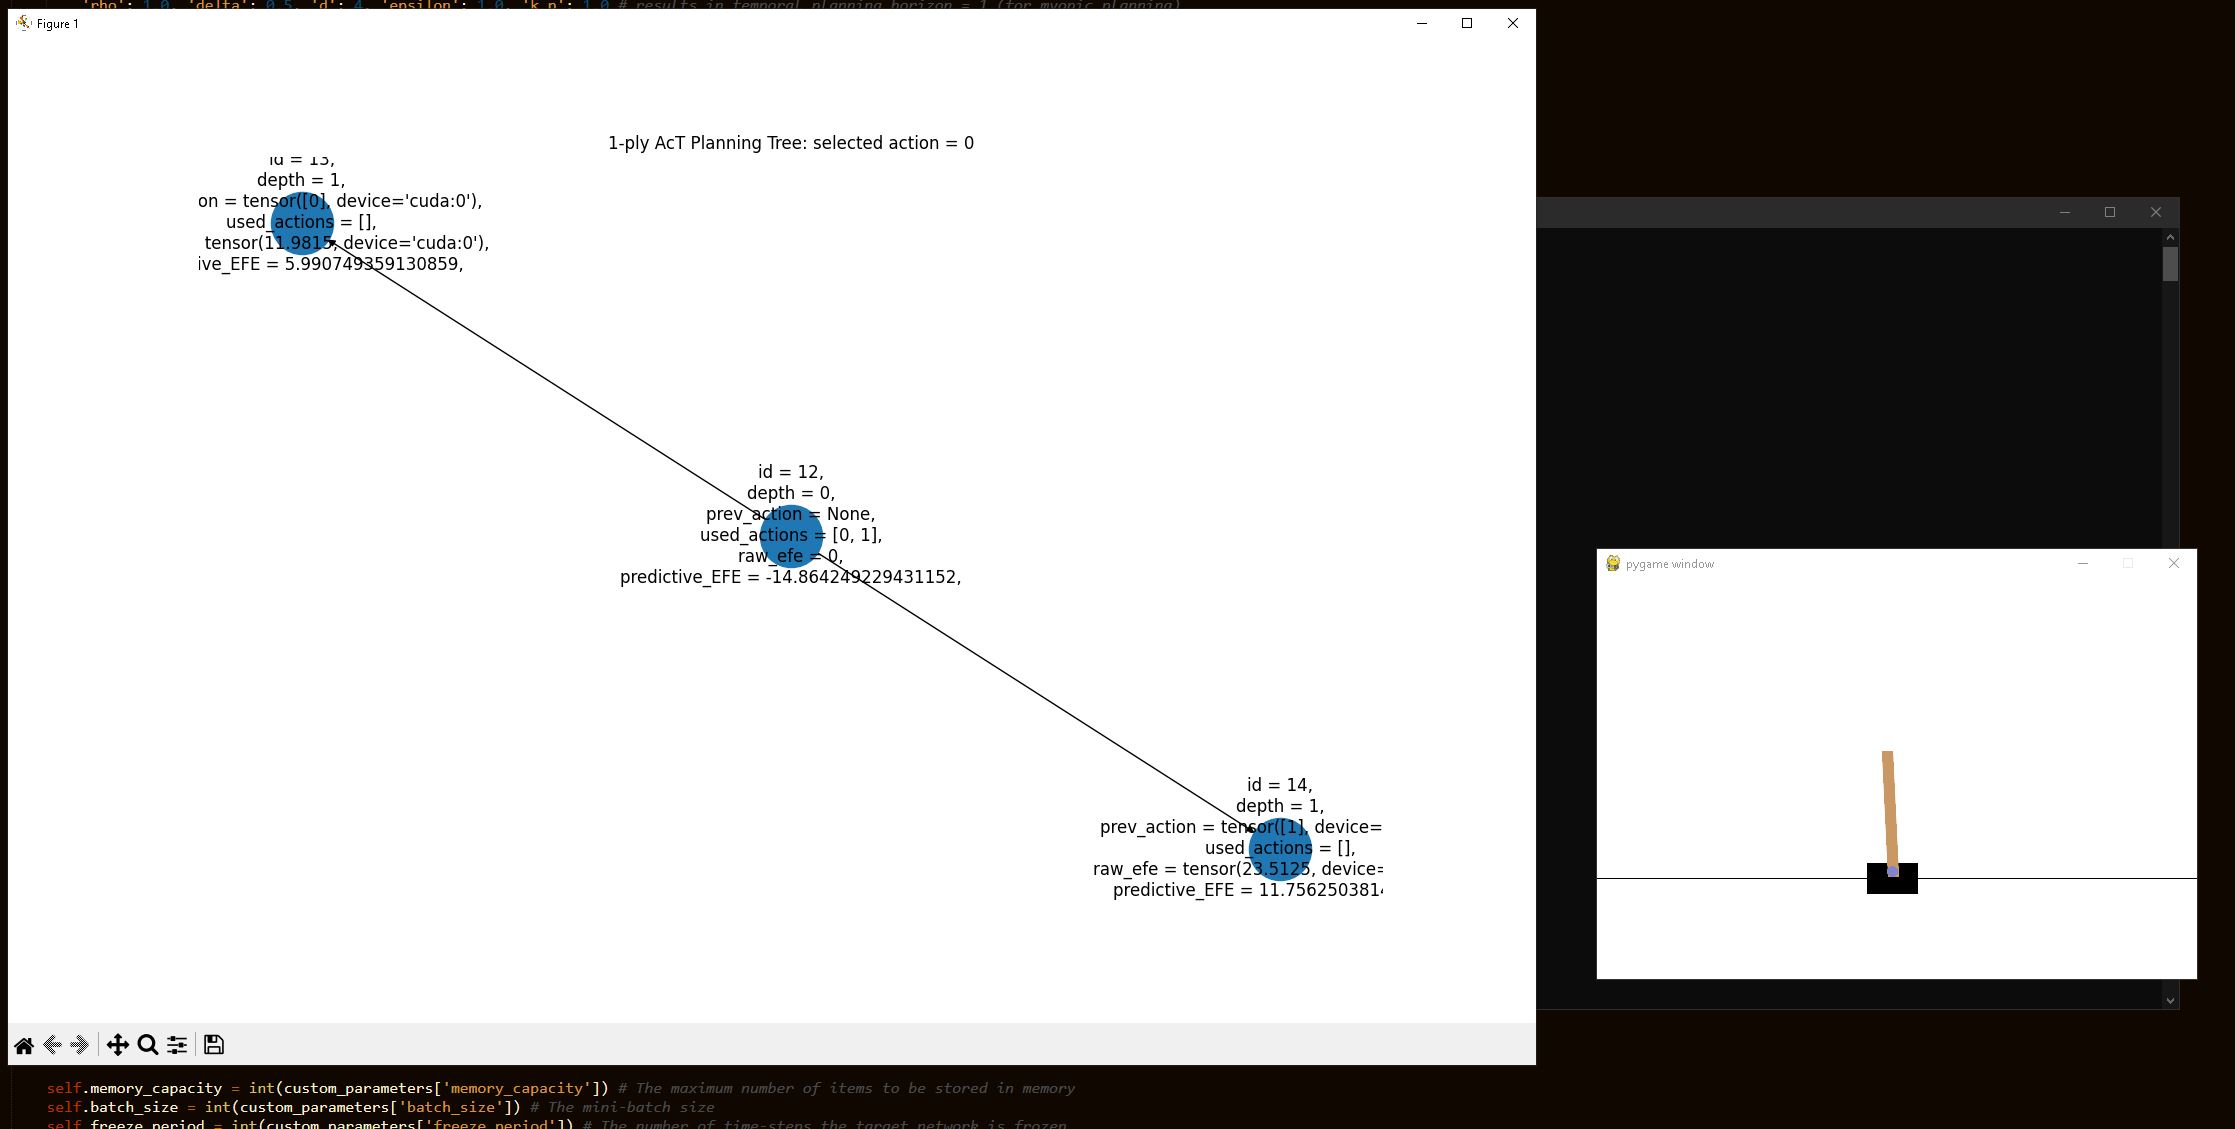 'rho': 1.0, 'delta': 0.5, 'd': 4, 'epsilon': 1.0, 'k_p': 1.0 # results in temporal planning horizon = 1 (for myopic planning)
Figure 1
1-ply AcT Planning Tree: selected action = 0
id = 13,
depth = 1,
on = tensor([0], device='cuda:0'),
used_actions = [],
tensor(11.9815, device='cuda:0'),
ive_EFE = 5.990749359130859,
id = 12,
depth = 0,
prev_action = None,
used_actions = [0, 1],
raw_efe = 0,
predictive_EFE = -14.864249229431152,
id = 14,
depth = 1,
prev_action = tensor([1], device=
used_actions = [],
raw_efe = tensor(23.5125, device=
predictive_EFE = 11.7562503814
pygame window
self.memory_capacity = int(custom_parameters['memory_capacity']) # The maximum number of items to be stored in memory
self.batch_size = int(custom_parameters['batch_size']) # The mini-batch size
self.freeze_period = int(custom_parameters['freeze_period']) # The number of time-steps the target network is frozen